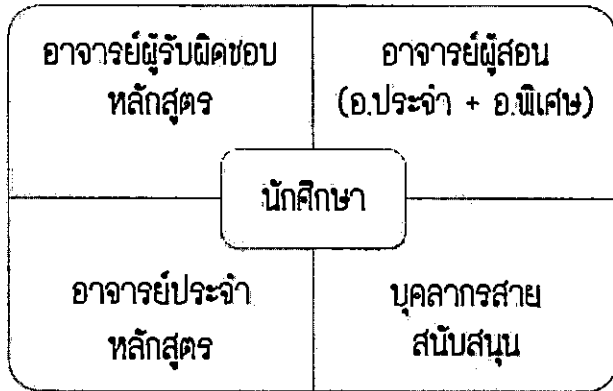 อาจารย์ผู้รับผิดชอบ
หลักสูตร
อาจารย์ผู้สอน
(อ.ประจำ + อ.พิเศษ)
นักศึกษา
อาจารย์ประจำ
หลักสูตร
บุคลากรสาย
สนับสนุน